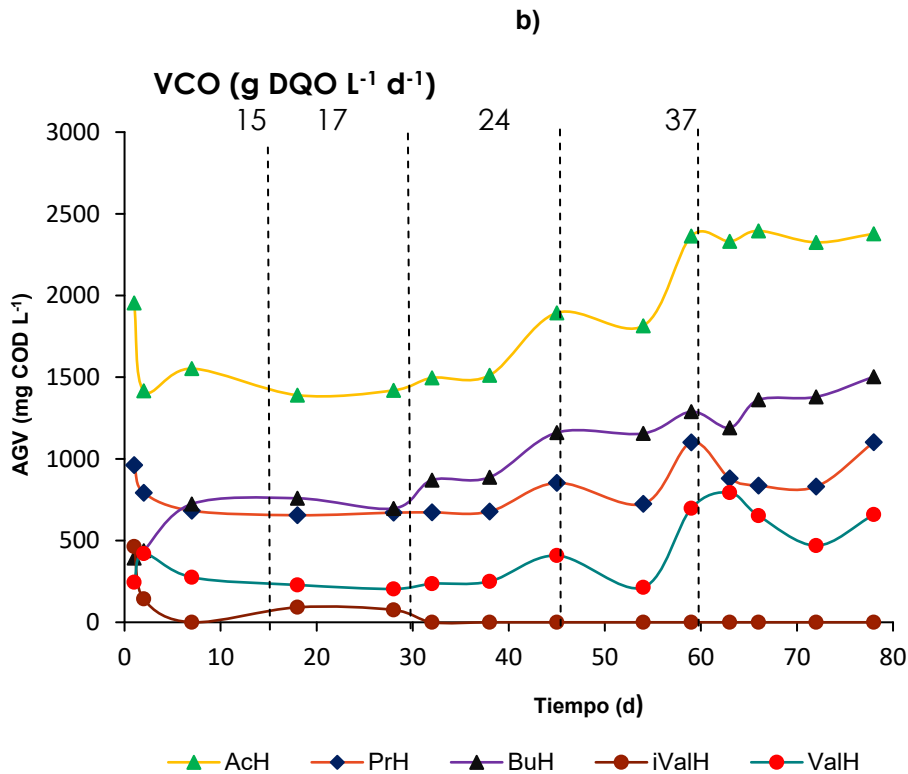 b)
VCO (g DQO L-1 d-1)
15 17 24 37
3000
2500
2000
1500
1000
500
0
AGV (mg COD L-1)
0 10 20 30 40 50 60 70 80
Tiempo (d)
AcH PrH BuH iValH ValH